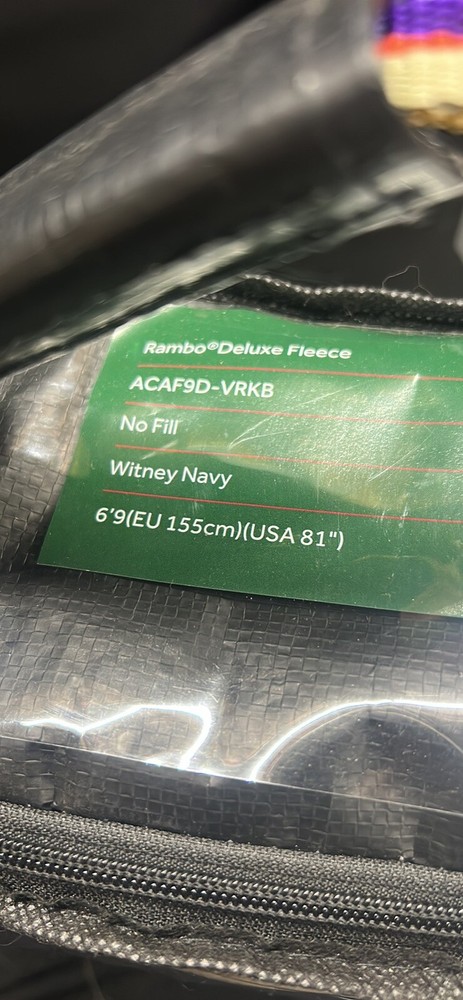 Rambo®Deluxe Fleece
ACAF9D-VRKB
No Fill
Witney Navy
6'9(EU 155cm)(USA 81")